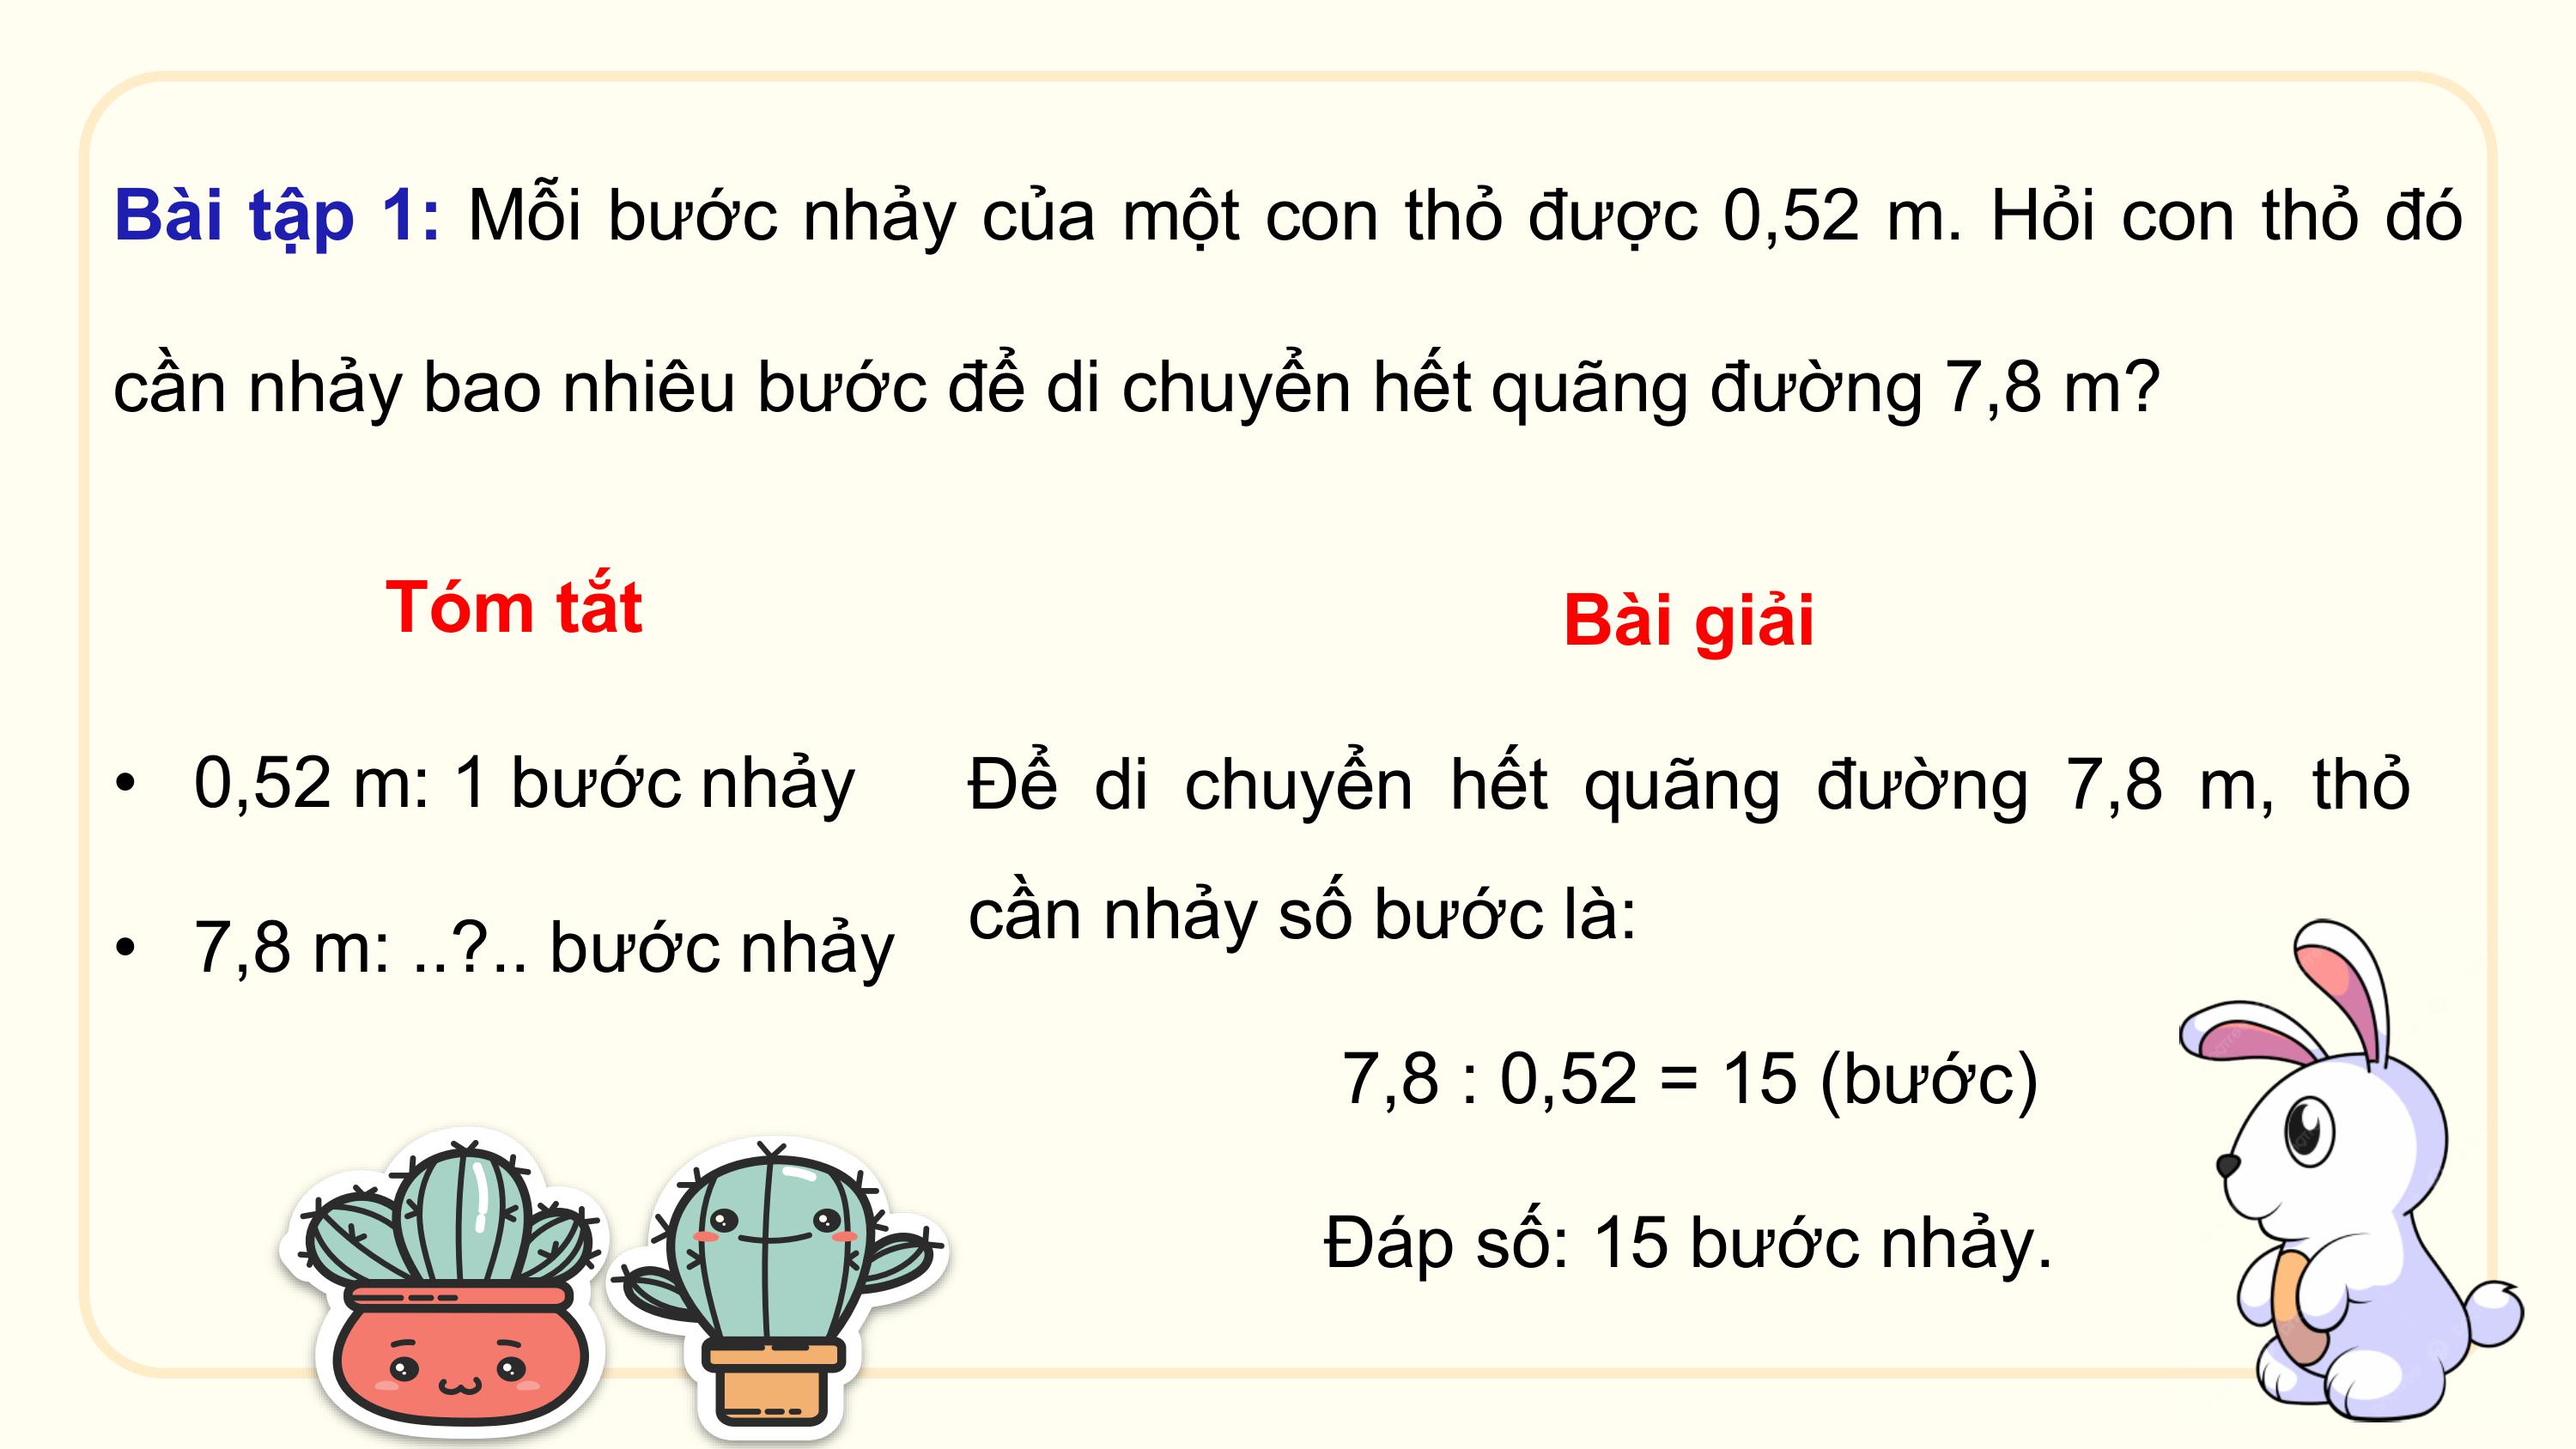 Bài tập 1: Mỗi bước nhảy của một con thỏ được 0,52 m. Hỏi con thỏ đó
cần nhảy bao nhiêu bước để di chuyển hết quãng đường 7,8 m?
Tóm tắt
• 0,52 m: 1 bước nhảy
• 7,8 m: ..?.. bước nhảy
Bài giải
Để di chuyển hết quãng đường 7,8 m, thỏ
cần nhảy số bước là:
7,8 : 0,52 = 15 (bước)
Đáp số: 15 bước nhảy.